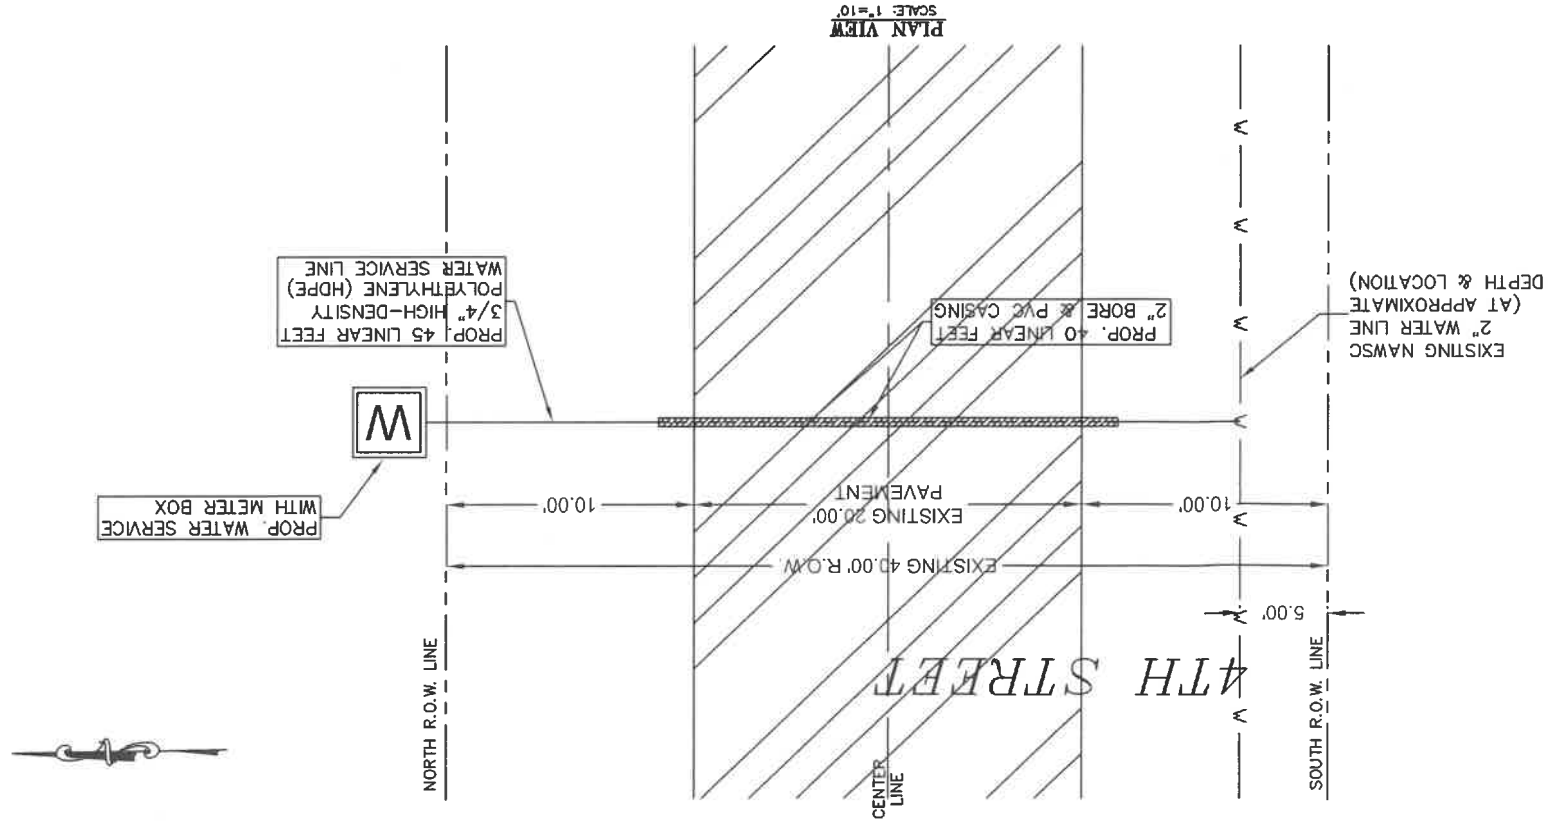 4TH STREET
5.00'
EXISTING 40.00' R.O.W.
10.00'
EXISTING 20.00'
PAVEMENT
10.00'
PROP. WATER SERVICE
WITH METER BOX
W
EXISTING NAWSC
2" WATER LINE
(AT APPROXIMATE
DEPTH & LOCATION)
PROP. 40 LINEAR FEET
2" BORE & PVC CASING
PROP. 45 LINEAR FEET
3/4" HIGH-DENSITY
POLYETHYLENE (HDPE)
WATER SERVICE LINE
W
W
W
W
W
W
W
PLAN VIEW
SCALE: 1"=10'
NORTH R.O.W. LINE
CENTER
LINE
SOUTH R.O.W. LINE